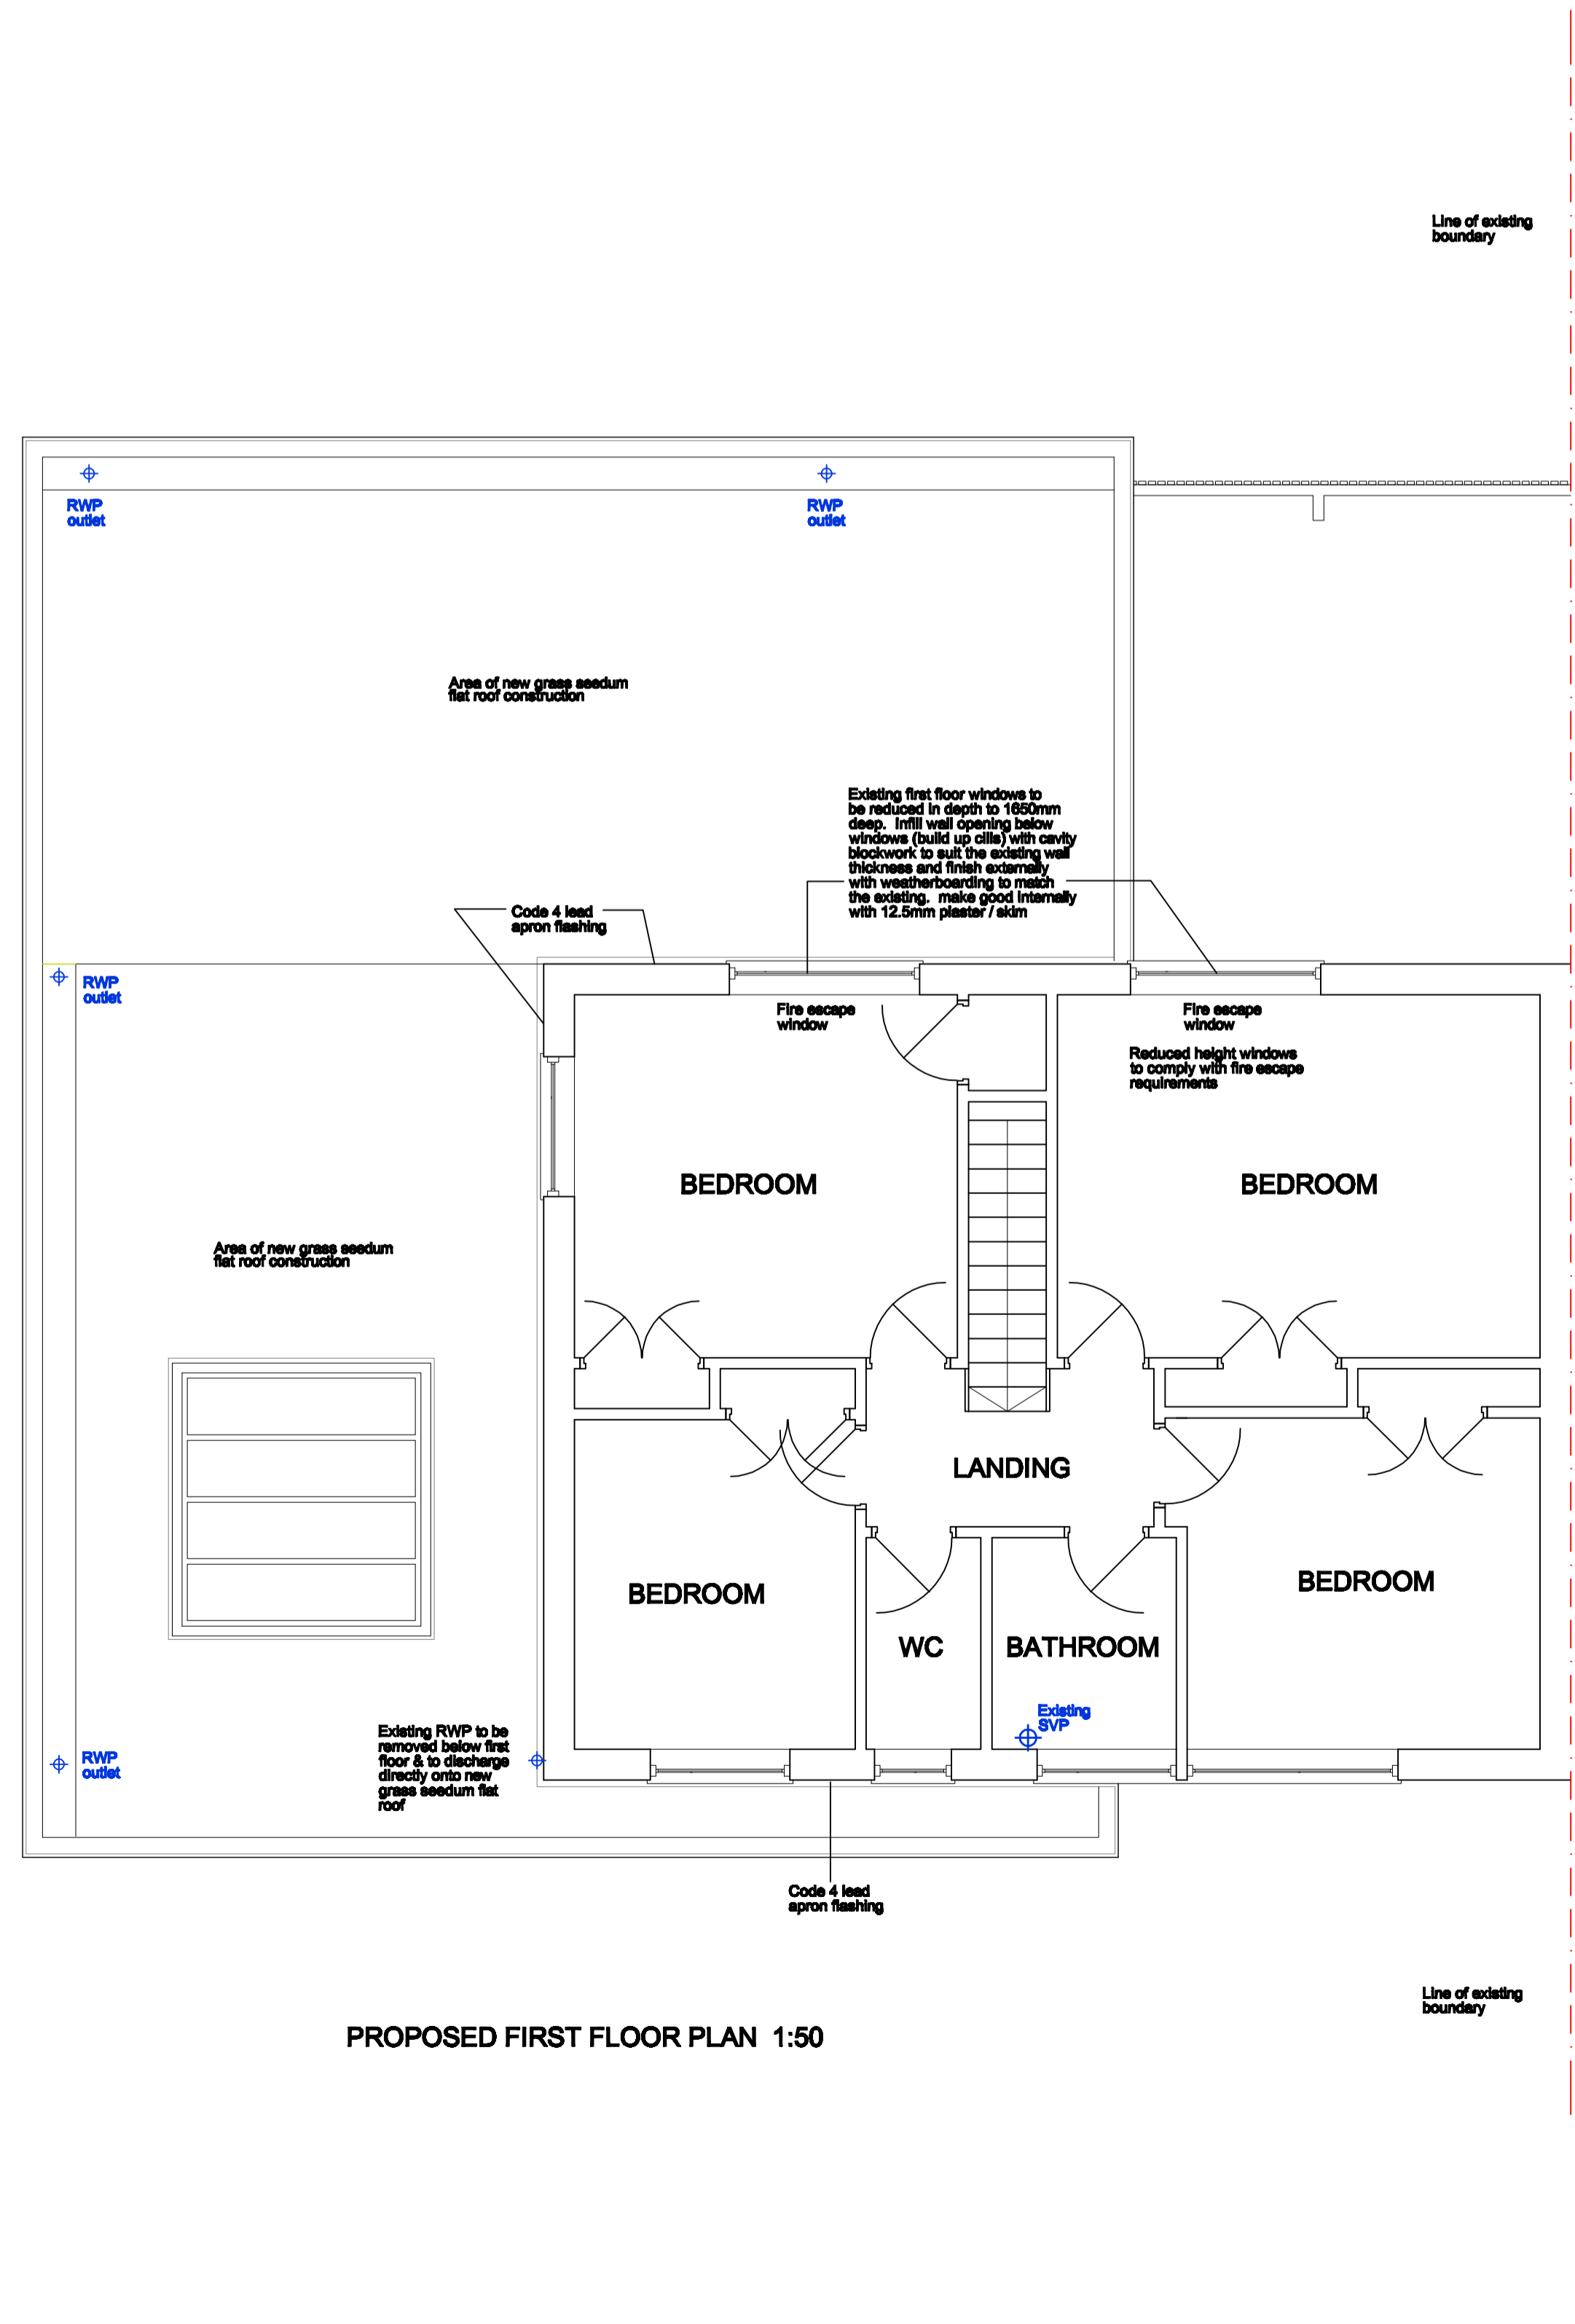 Line of existing
boundary
RWP
outlet
RWP
outlet
Area of new grass seedum
flat roof construction
Existing first floor windows to
be reduced in depth to 1650mm
deep.  Infill wall opening below
windows (build up cills) with cavity
blockwork to suit the existing wall
thickness and finish externally
with weatherboarding to match
the existing.  make good internally
with 12.5mm plaster / skim
Code 4 lead
apron flashing
RWP
outlet
Fire escape
window
Fire escape
window
Reduced height windows
to comply with fire escape
requirements
BEDROOM
BEDROOM
Area of new grass seedum
flat roof construction
LANDING
BEDROOM
BEDROOM
WC
BATHROOM
Existing
SVP
Existing RWP to be
removed below first
floor & to discharge
directly onto new
grass seedum flat
roof
RWP
outlet
Code 4 lead
apron flashing
Line of existing
boundary
PROPOSED FIRST FLOOR PLAN  1:50